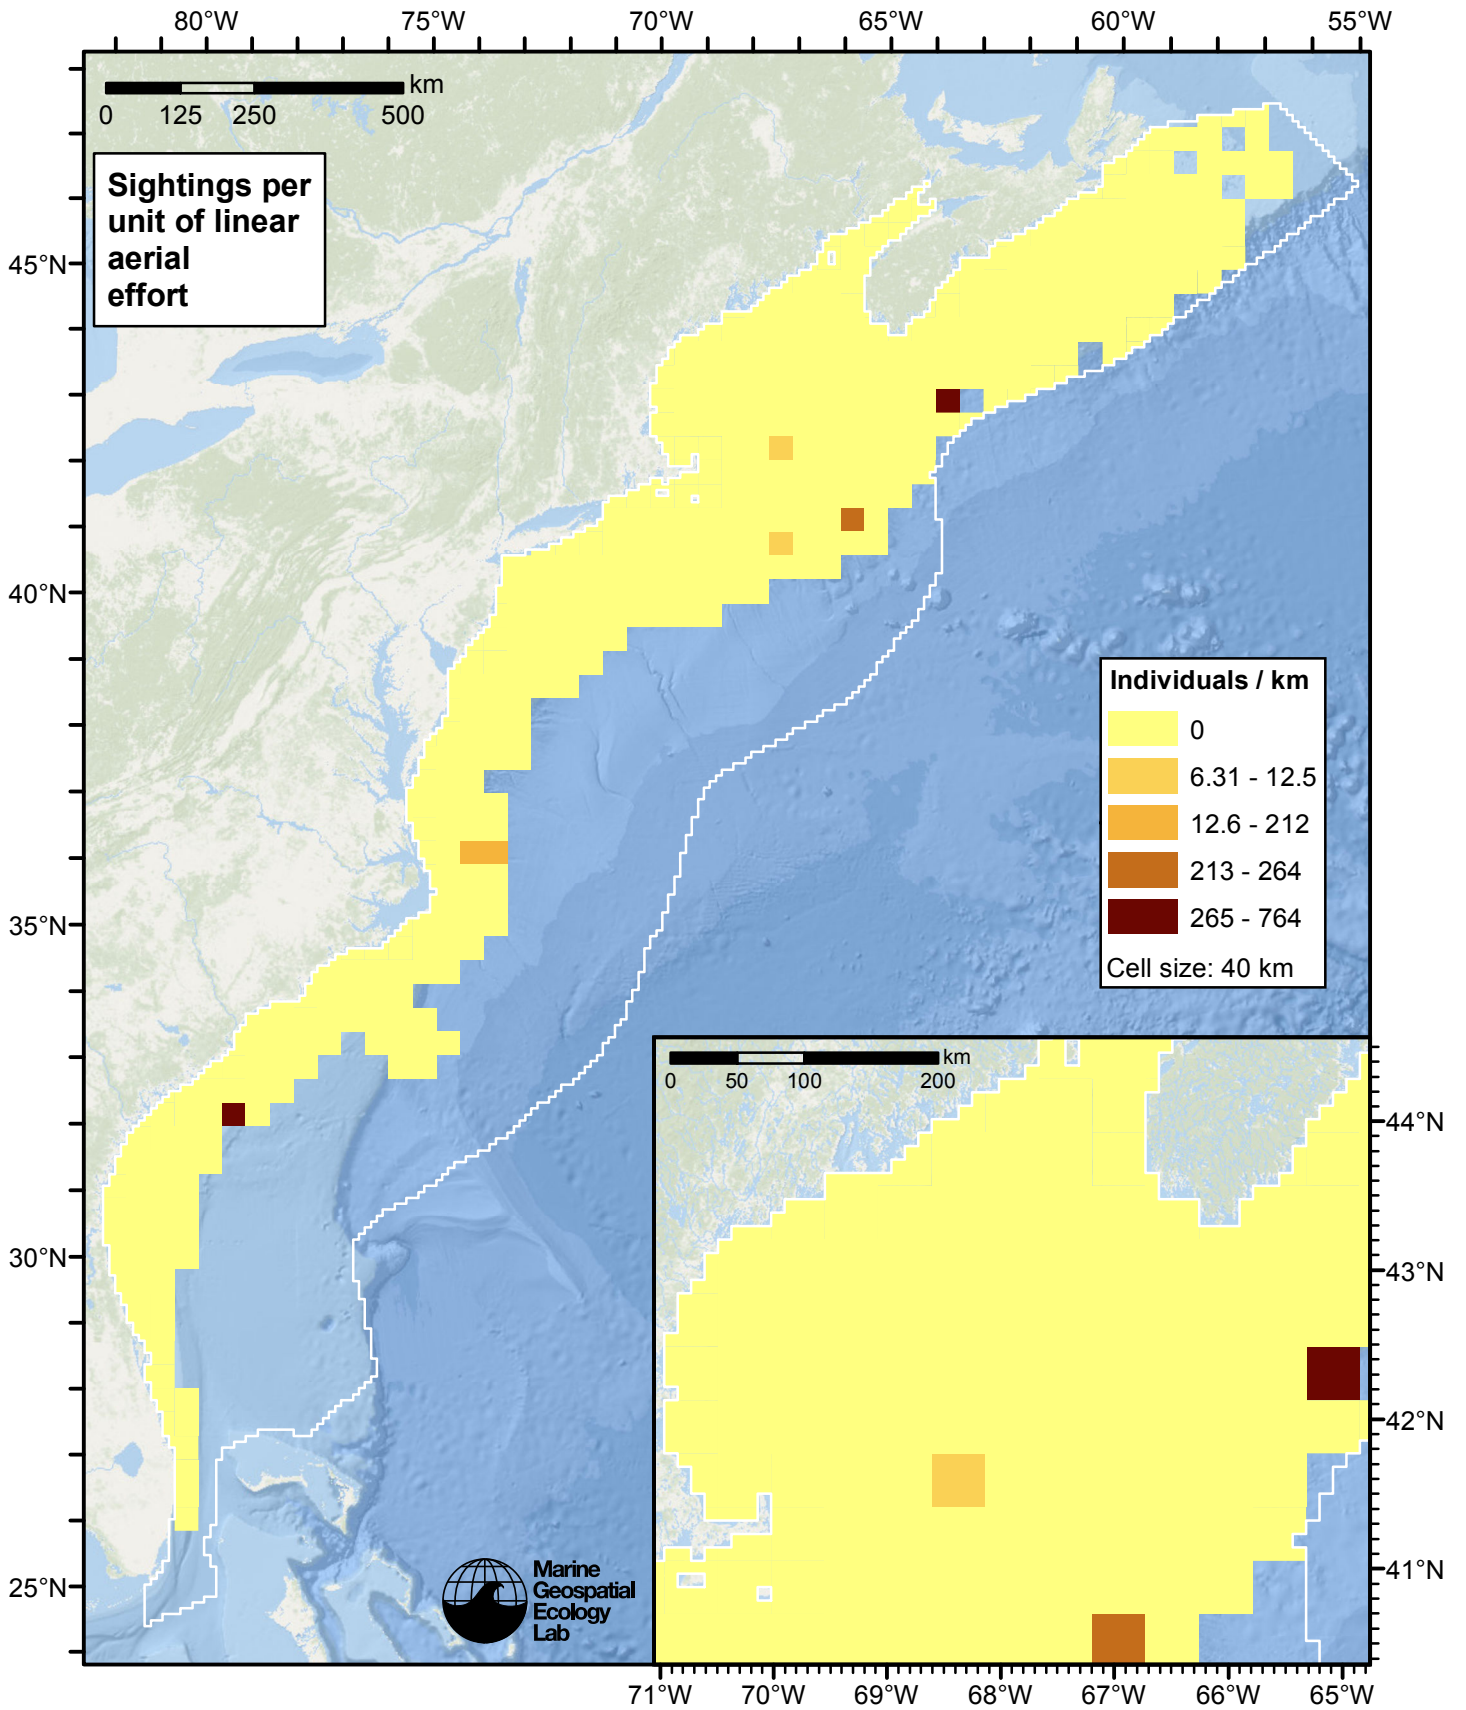 80°W 75°W 70°W 65°W 60°W 55°W
km
0 125 250 500
Sightings per
unit of linear
aerial
effort
45°N
40°N
35°N
30°N
25°N
Individuals / km
0
6.31 - 12.5
12.6 - 212
213 - 264
265 - 764
Cell size: 40 km
km
0 50 100 200
44°N
43°N
42°N
41°N
Marine
Geospatial
Ecology
Lab
71°W 70°W 69°W 68°W 67°W 66°W 65°W